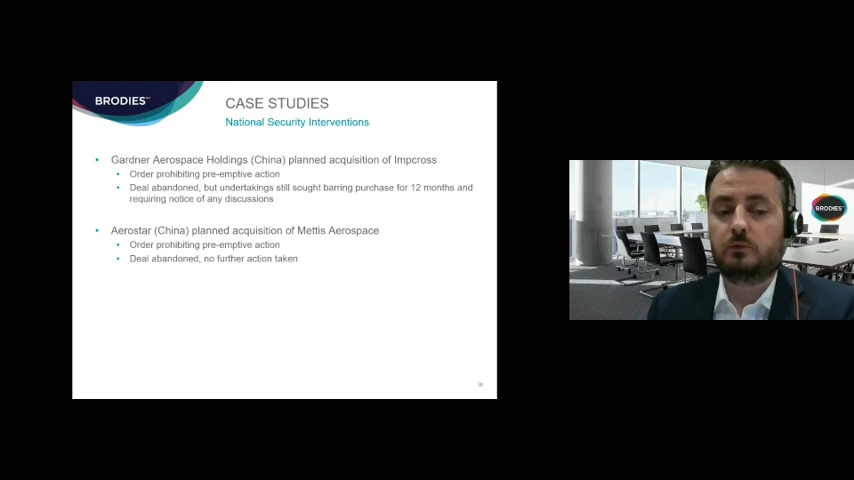 BRODIES
CASE STUDIES
National Security Interventions
• Gardner Aerospace Holdings (China) planned acquisition of Impcross
• Order prohibiting pre-emptive action
• Deal abandoned, but undertakings still sought barring purchase for 12 months and
requiring notice of any discussions
• Aerostar (China) planned acquisition of Mettis Aerospace
• Order prohibiting pre-emptive action
• Deal abandoned, no further action taken
BRODIES